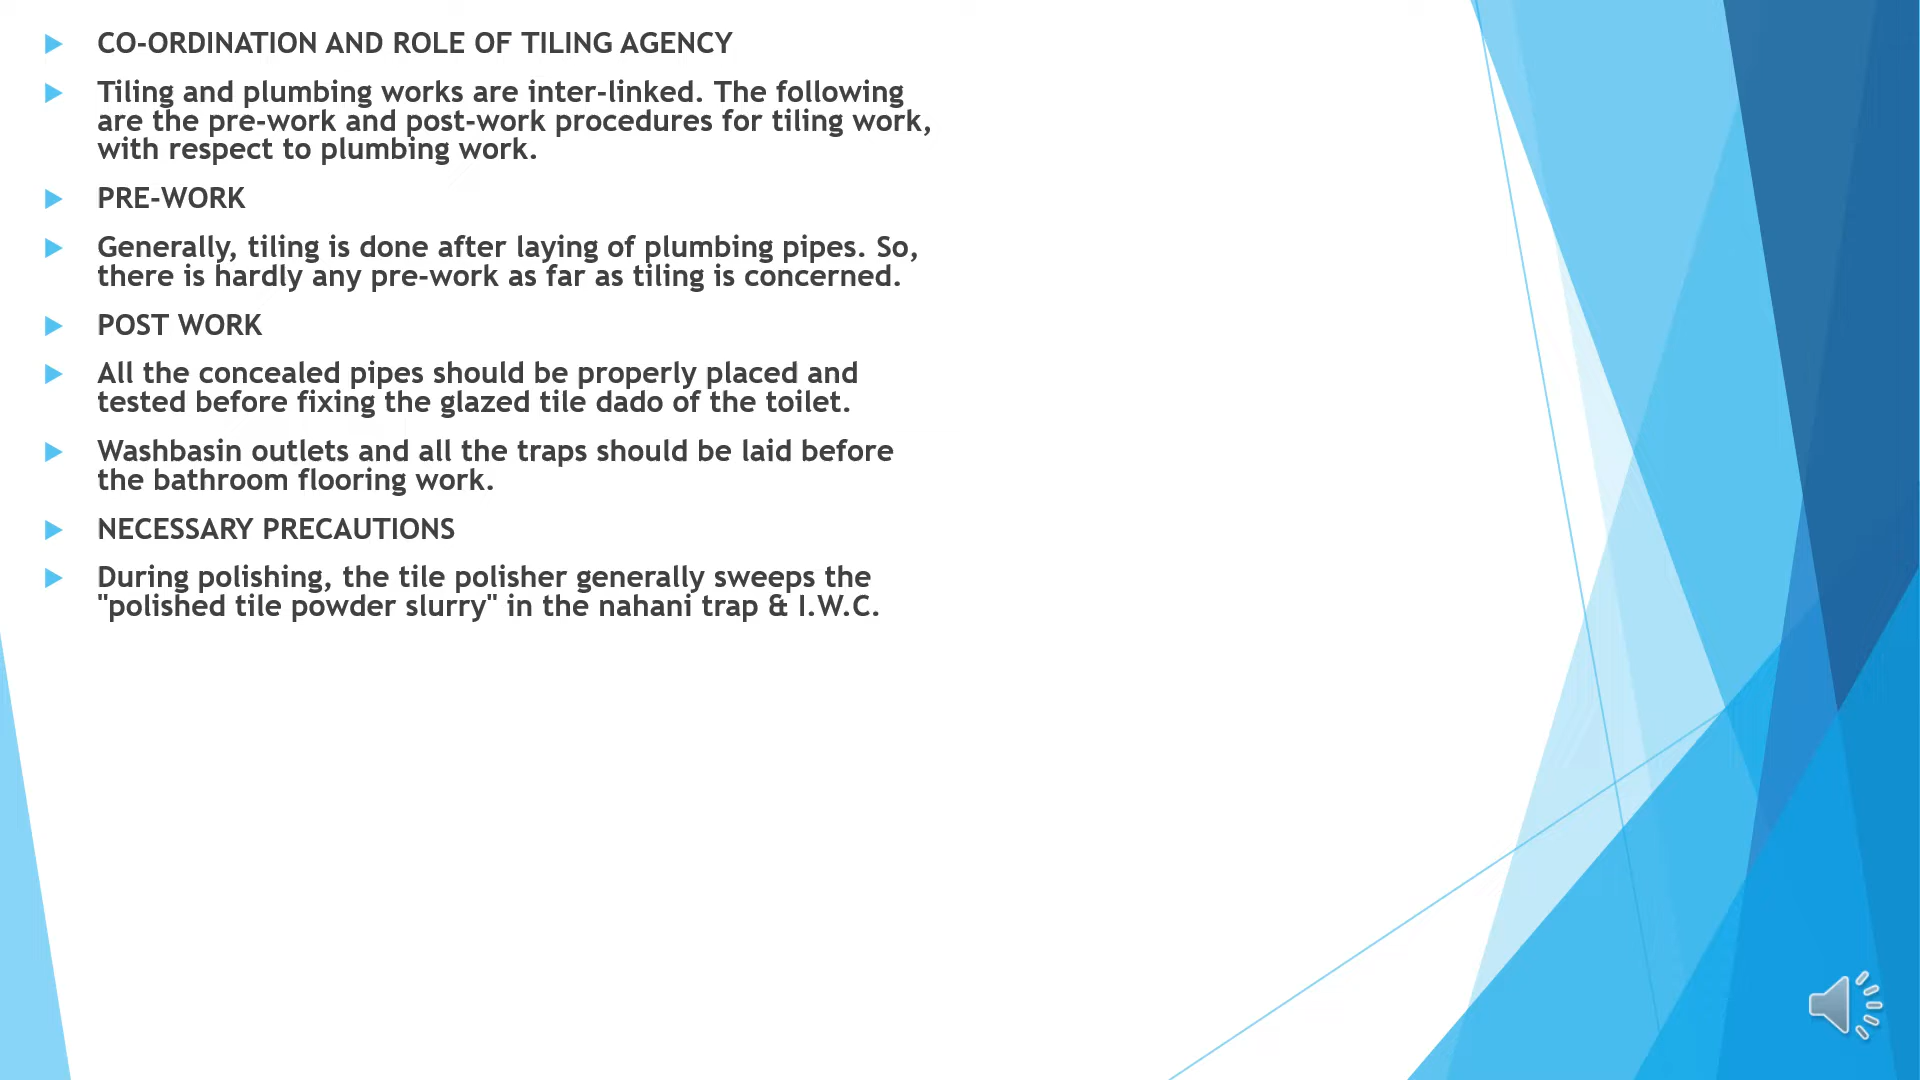 CO-ORDINATION AND ROLE OF TILING AGENCY
Tiling and plumbing works are inter-linked. The following
are the pre-work and post-work procedures for tiling work,
with respect to plumbing work.
PRE-WORK
Generally, tiling is done after laying of plumbing pipes. So,
there is hardly any pre-work as far as tiling is concerned.
POST WORK
All the concealed pipes should be properly placed and
tested before fixing the glazed tile dado of the toilet.
Washbasin outlets and all the traps should be laid before
the bathroom flooring work.
NECESSARY PRECAUTIONS
During polishing, the tile polisher generally sweeps the
"polished tile powder slurry" in the nahani trap & I.W.C.